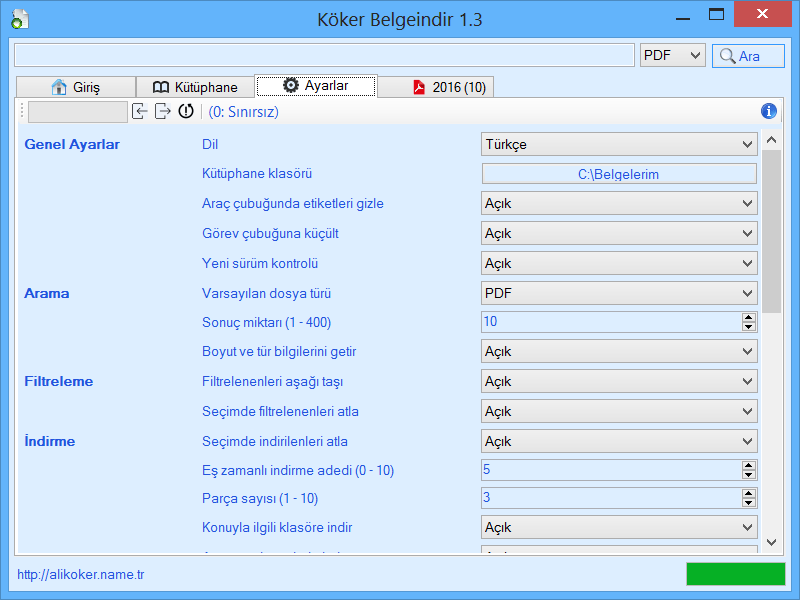 Köker Belgeindir 1.3
PDF Ara
Giriş Kütüphane Ayarlar 2016 (10)
(0: Sınırsız)
Genel Ayarlar Dil Türkçe
Kütüphane klasörü C:\Belgelerim
Araç çubuğunda etiketleri gizle Açık
Görev çubuğuna küçült Açık
Yeni sürüm kontrolü Açık
Arama Varsayılan dosya türü PDF
Sonuç miktarı (1 - 400) 10
Boyut ve tür bilgilerini getir Açık
Filtreleme Filtrelenenleri aşağı taşı Açık
Seçimde filtrelenenleri atla Açık
İndirme Seçimde indirilenleri atla Açık
Eş zamanlı indirme adedi (0 - 10) 5
Parça sayısı (1 - 10) 3
Konuyla ilgili klasöre indir Açık
http://alikoker.name.tr